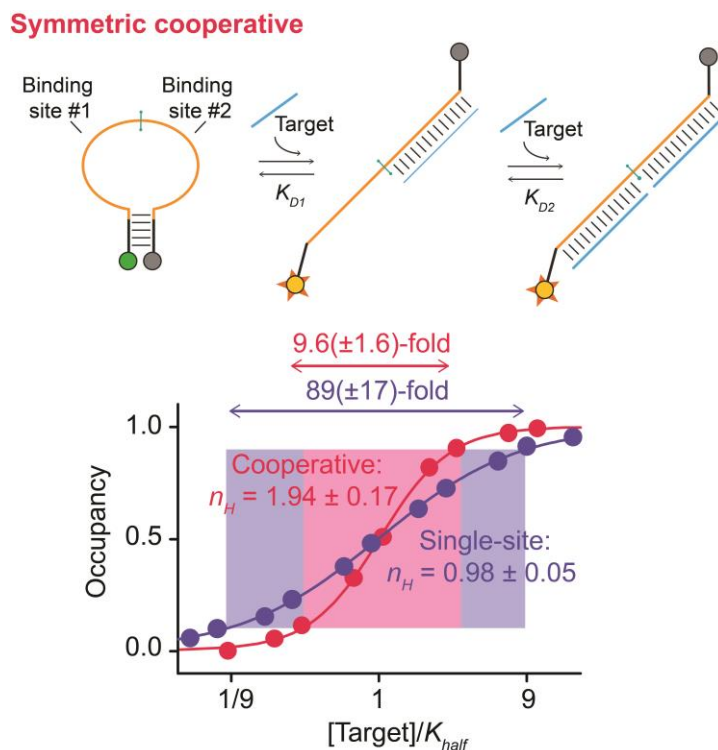 Symmetric cooperative
Binding
site #1
Binding
site #2
Target
K_D1
Target
K_D2
9.6(±1.6)-fold
89(±17)-fold
1.0
0.5
0.0
Occupancy
Cooperative:
n_H = 1.94 ± 0.17
Single-site:
n_H = 0.98 ± 0.05
1/9
1
9
[Target]/K_half